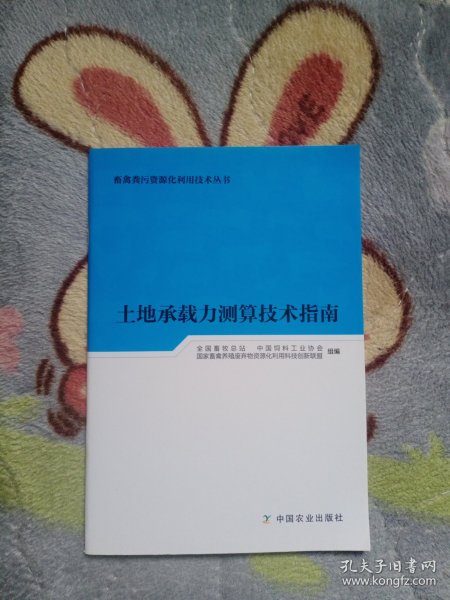 LOVE
畜禽粪污资源化利用技术丛书
土地承载力测算技术指南
全国畜牧总站　中国饲料工业协会
国家畜禽养殖废弃物资源化利用科技创新联盟
组编
中国农业出版社
孔夫子旧书网
www.kongfz.com